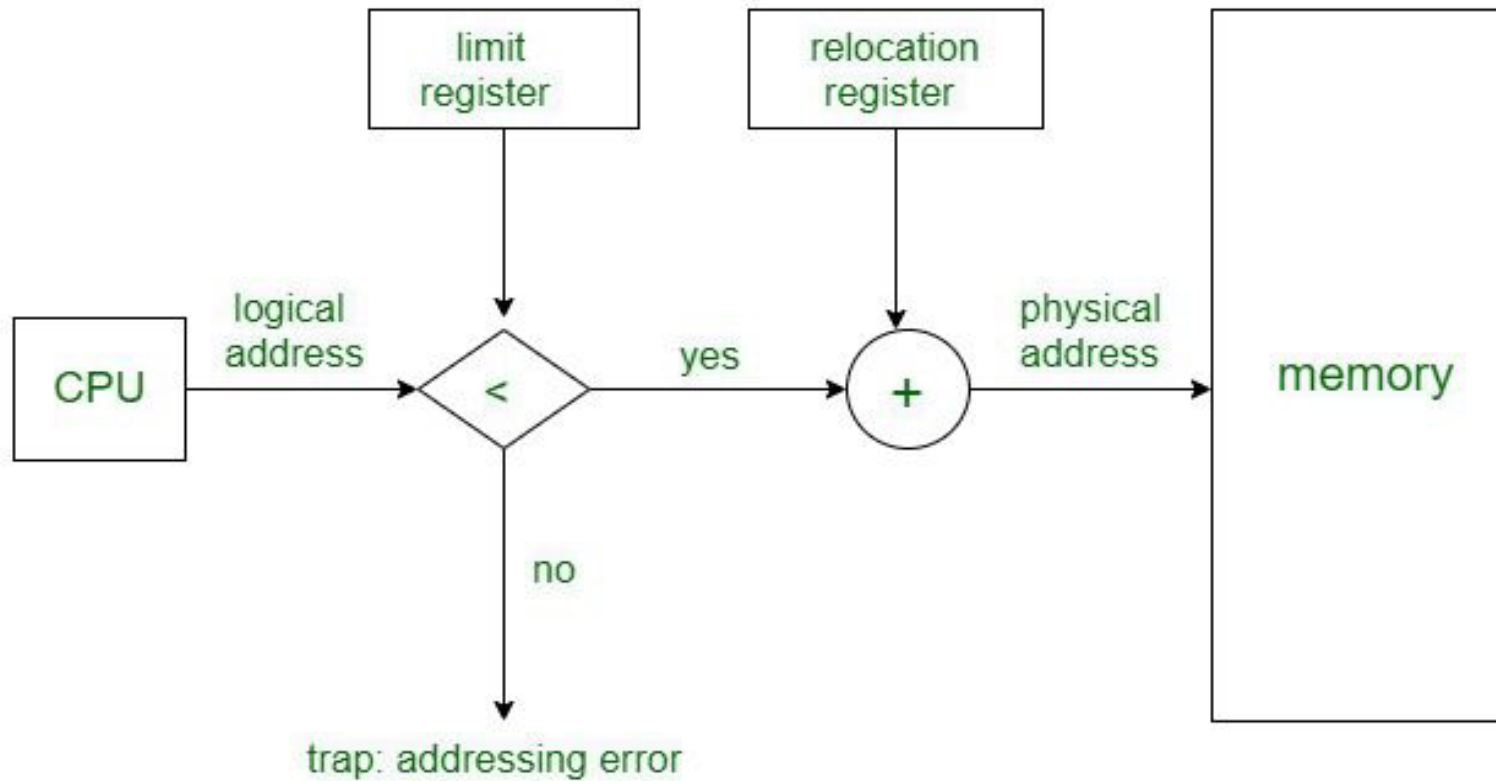 limit
register
relocation
register
logical
address
physical
address
CPU
<
yes
+
memory
no
trap: addressing error